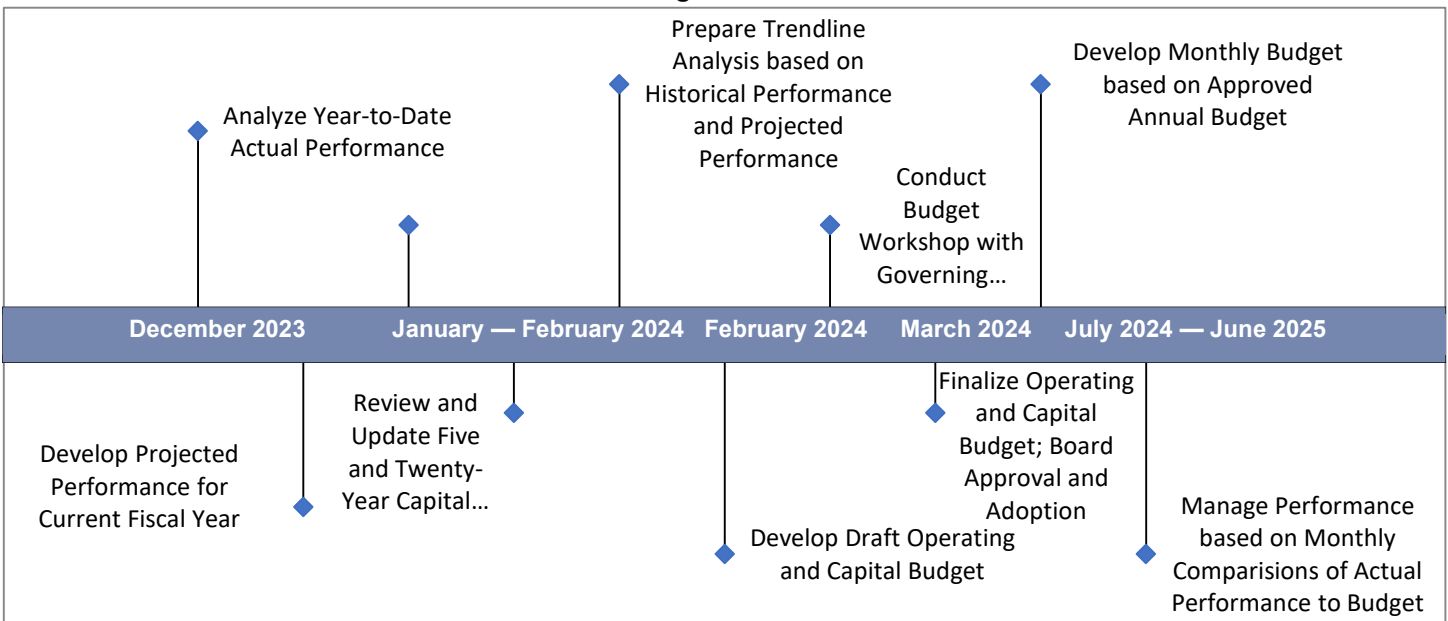 Prepare Trendline
Analysis based on
Historical Performance
and Projected
Performance
Develop Monthly Budget
based on Approved
Annual Budget
Analyze Year-to-Date
Actual Performance
Conduct
Budget
Workshop with
Governing…
December 2023
January — February 2024
February 2024
March 2024
July 2024 — June 2025
Develop Projected
Performance for
Current Fiscal Year
Review and
Update Five
and Twenty-
Year Capital…
Finalize Operating
and Capital
Budget; Board
Approval and
Adoption
Develop Draft Operating
and Capital Budget
Manage Performance
based on Monthly
Comparisions of Actual
Performance to Budget